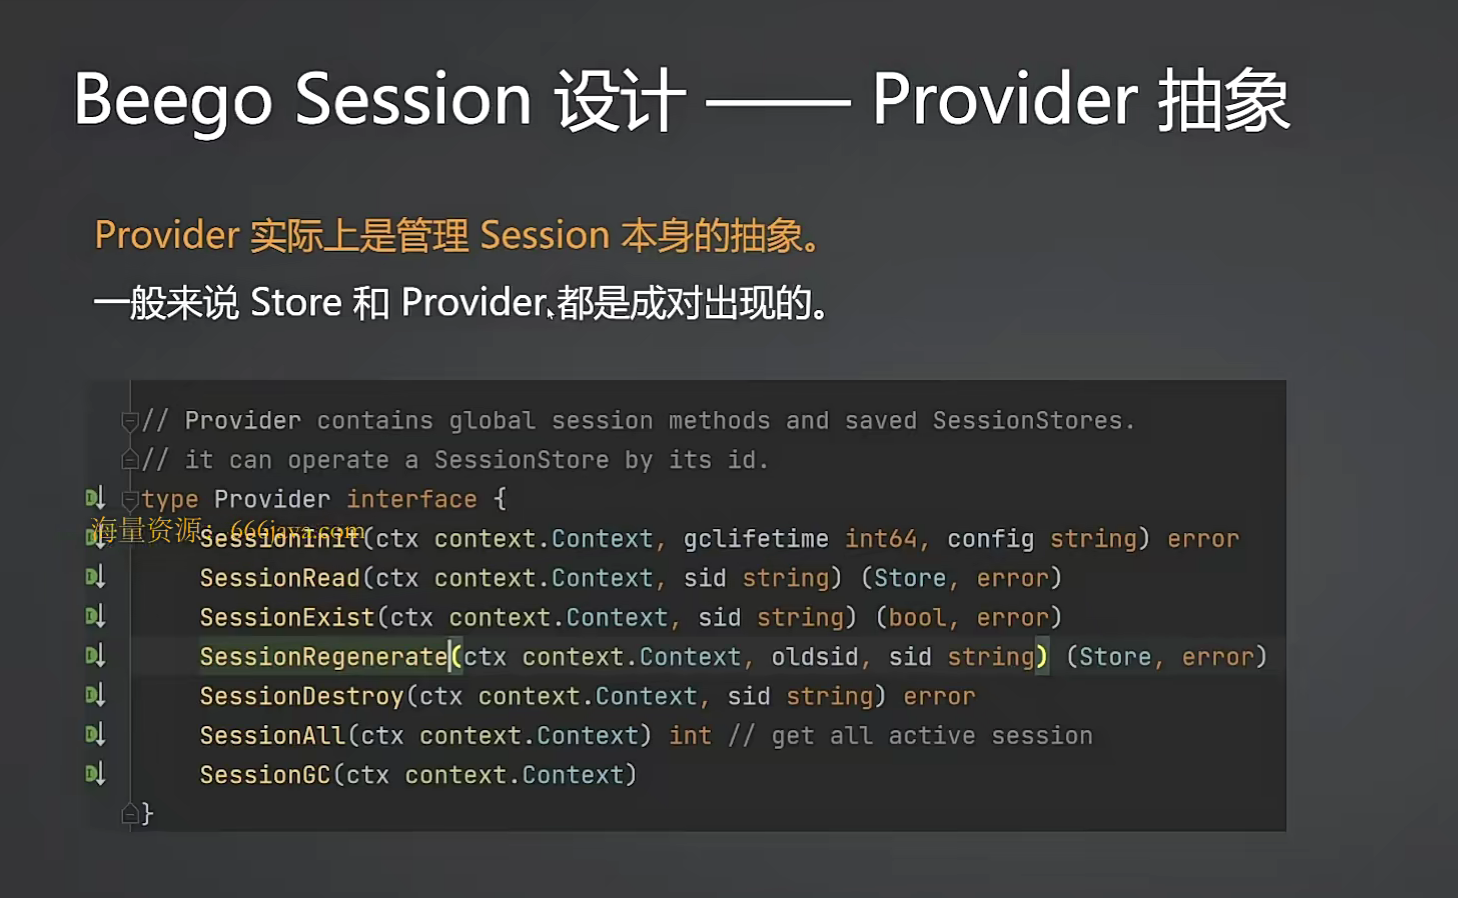 Beego Session 设计 —— Provider 抽象
Provider 实际上是管理 Session 本身的抽象。
一般来说 Store 和 Provider 都是成对出现的。
// Provider contains global session methods and saved SessionStores.
// it can operate a SessionStore by its id.
type Provider interface {
海量资源：666java.com
SessionInit(ctx context.Context, gclifetime int64, config string) error
SessionRead(ctx context.Context, sid string) (Store, error)
SessionExist(ctx context.Context, sid string) (bool, error)
SessionRegenerate(ctx context.Context, oldsid, sid string) (Store, error)
SessionDestroy(ctx context.Context, sid string) error
SessionAll(ctx context.Context) int // get all active session
SessionGC(ctx context.Context)
}